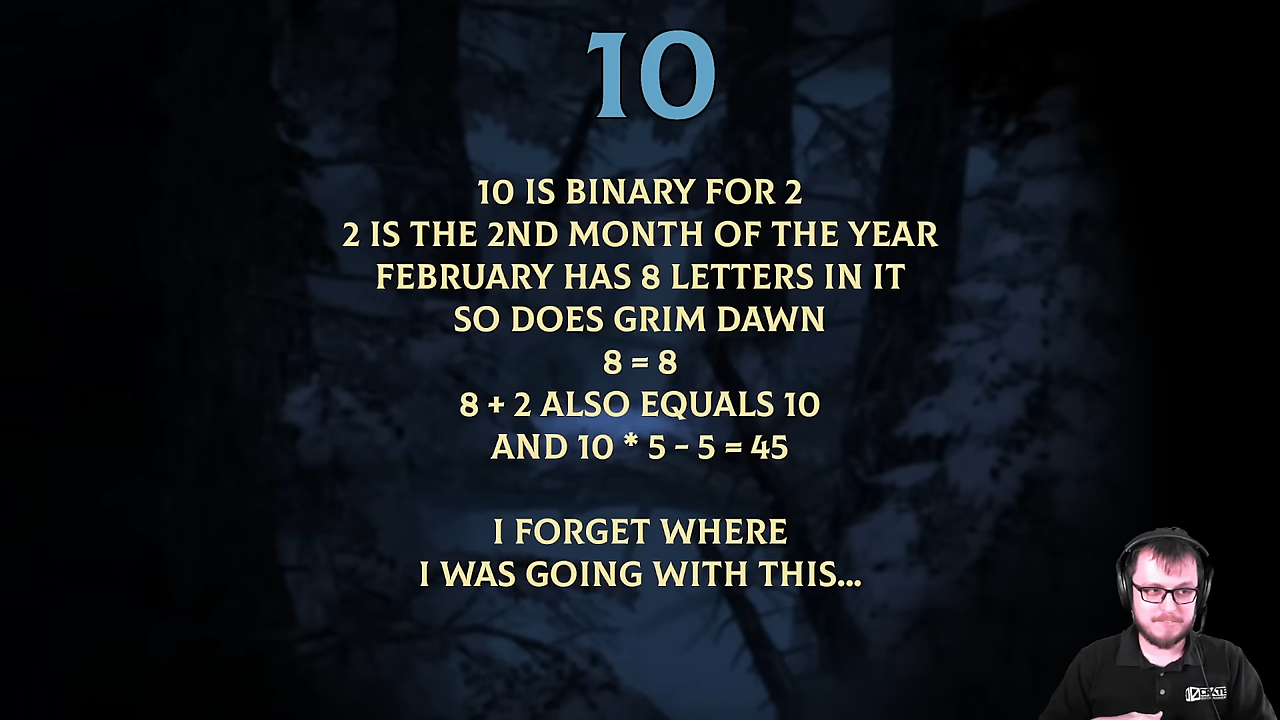 10
10 IS BINARY FOR 2
2 IS THE 2ND MONTH OF THE YEAR
FEBRUARY HAS 8 LETTERS IN IT
SO DOES GRIM DAWN
8 = 8
8 + 2 ALSO EQUALS 10
AND 10 * 5 - 5 = 45
I FORGET WHERE
I WAS GOING WITH THIS...
CRATE